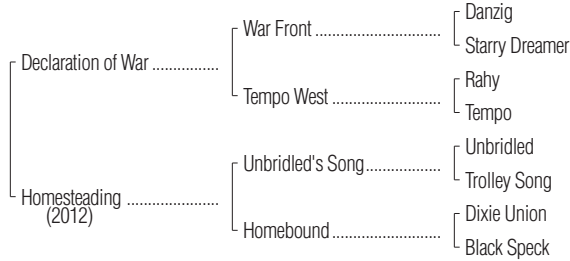 Danzig
War Front ..........................
Starry Dreamer
Declaration of War ................
Rahy
Tempo West ......................
Tempo
Unbridled
Unbridled's Song..................
Trolley Song
Homesteading ....................
(2012)
Dixie Union
Homebound ......................
Black Speck